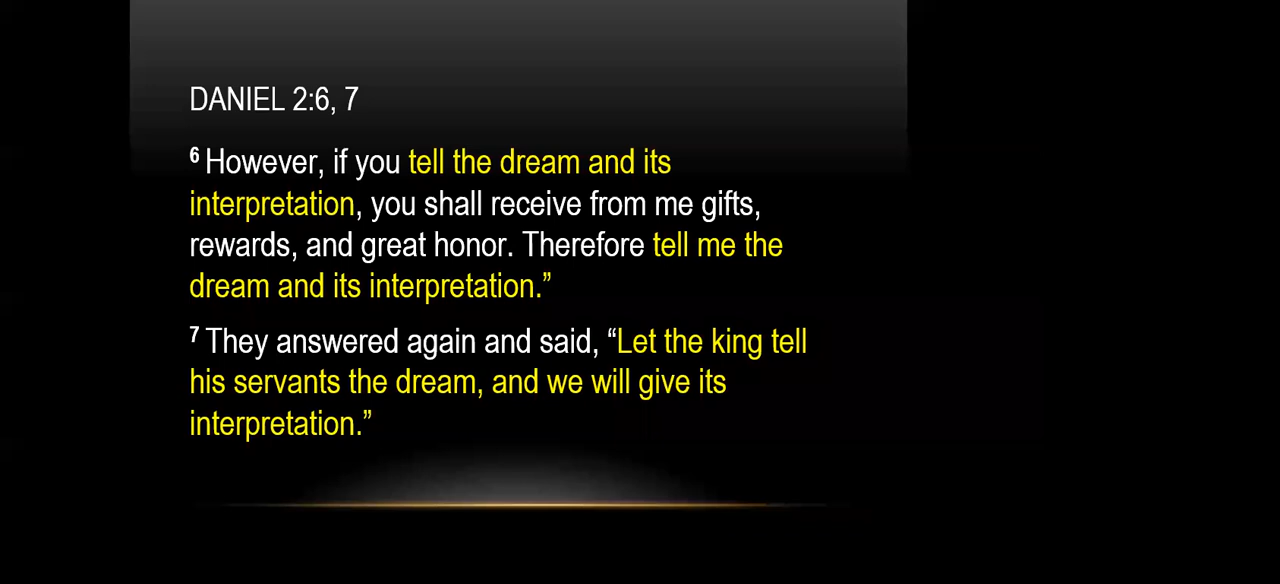 DANIEL 2:6, 7
⁶ However, if you tell the dream and its
interpretation, you shall receive from me gifts,
rewards, and great honor. Therefore tell me the
dream and its interpretation.”
⁷ They answered again and said, “Let the king tell
his servants the dream, and we will give its
interpretation.”